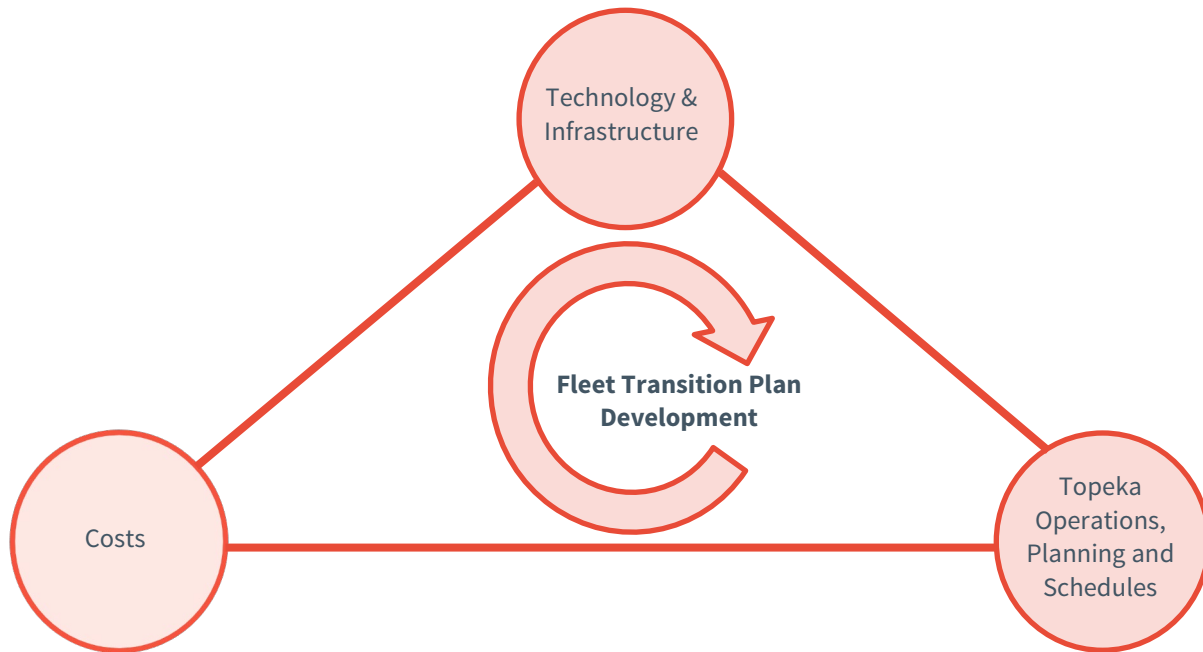 Technology &
Infrastructure
Fleet Transition Plan
Development
Costs
Topeka
Operations,
Planning and
Schedules